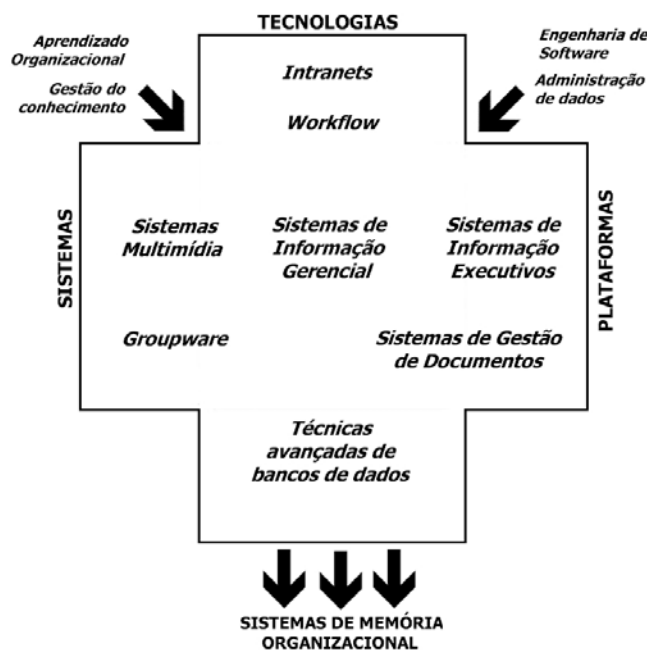 TECNOLOGIAS
Aprendizado
Organizacional
Gestão do
conhecimento
Engenharia de
Software
Administração
de dados
Intranets
Workflow
SISTEMAS
PLATAFORMAS
Sistemas
Multimídia
Sistemas de
Informação
Gerencial
Sistemas de
Informação
Executivos
Groupware
Sistemas de Gestão
de Documentos
Técnicas
avançadas de
bancos de dados
SISTEMAS DE MEMÓRIA
ORGANIZACIONAL